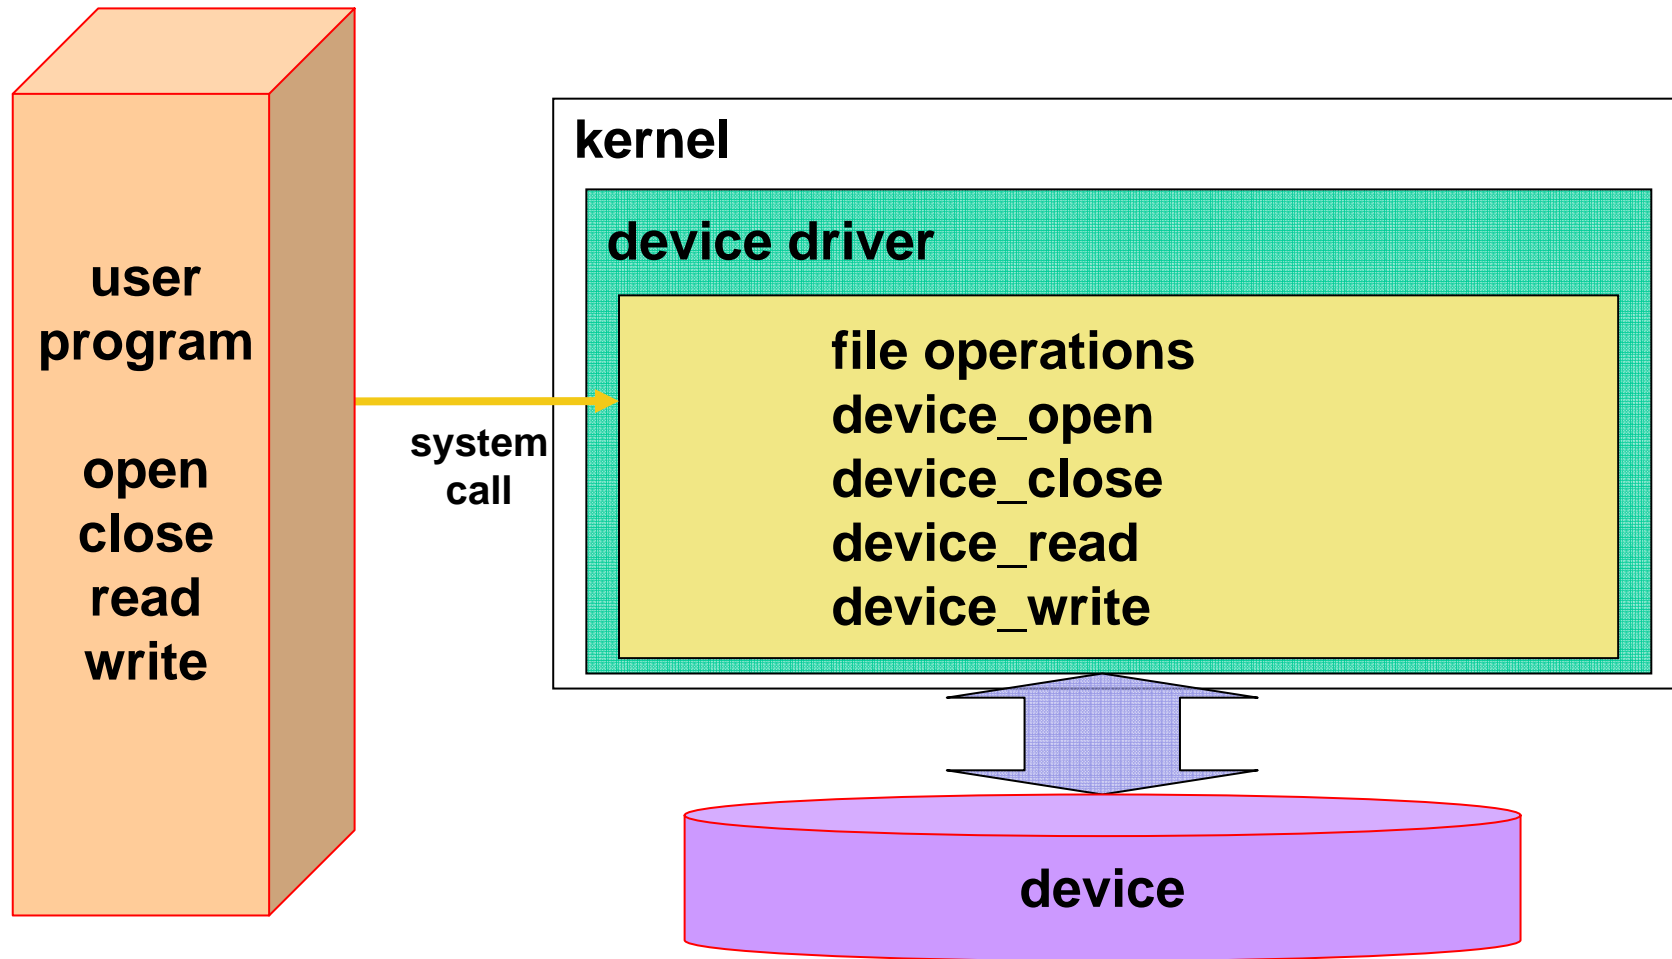 user
program
open
close
read
write
system
call
kernel
device driver
file operations
device_open
device_close
device_read
device_write
device